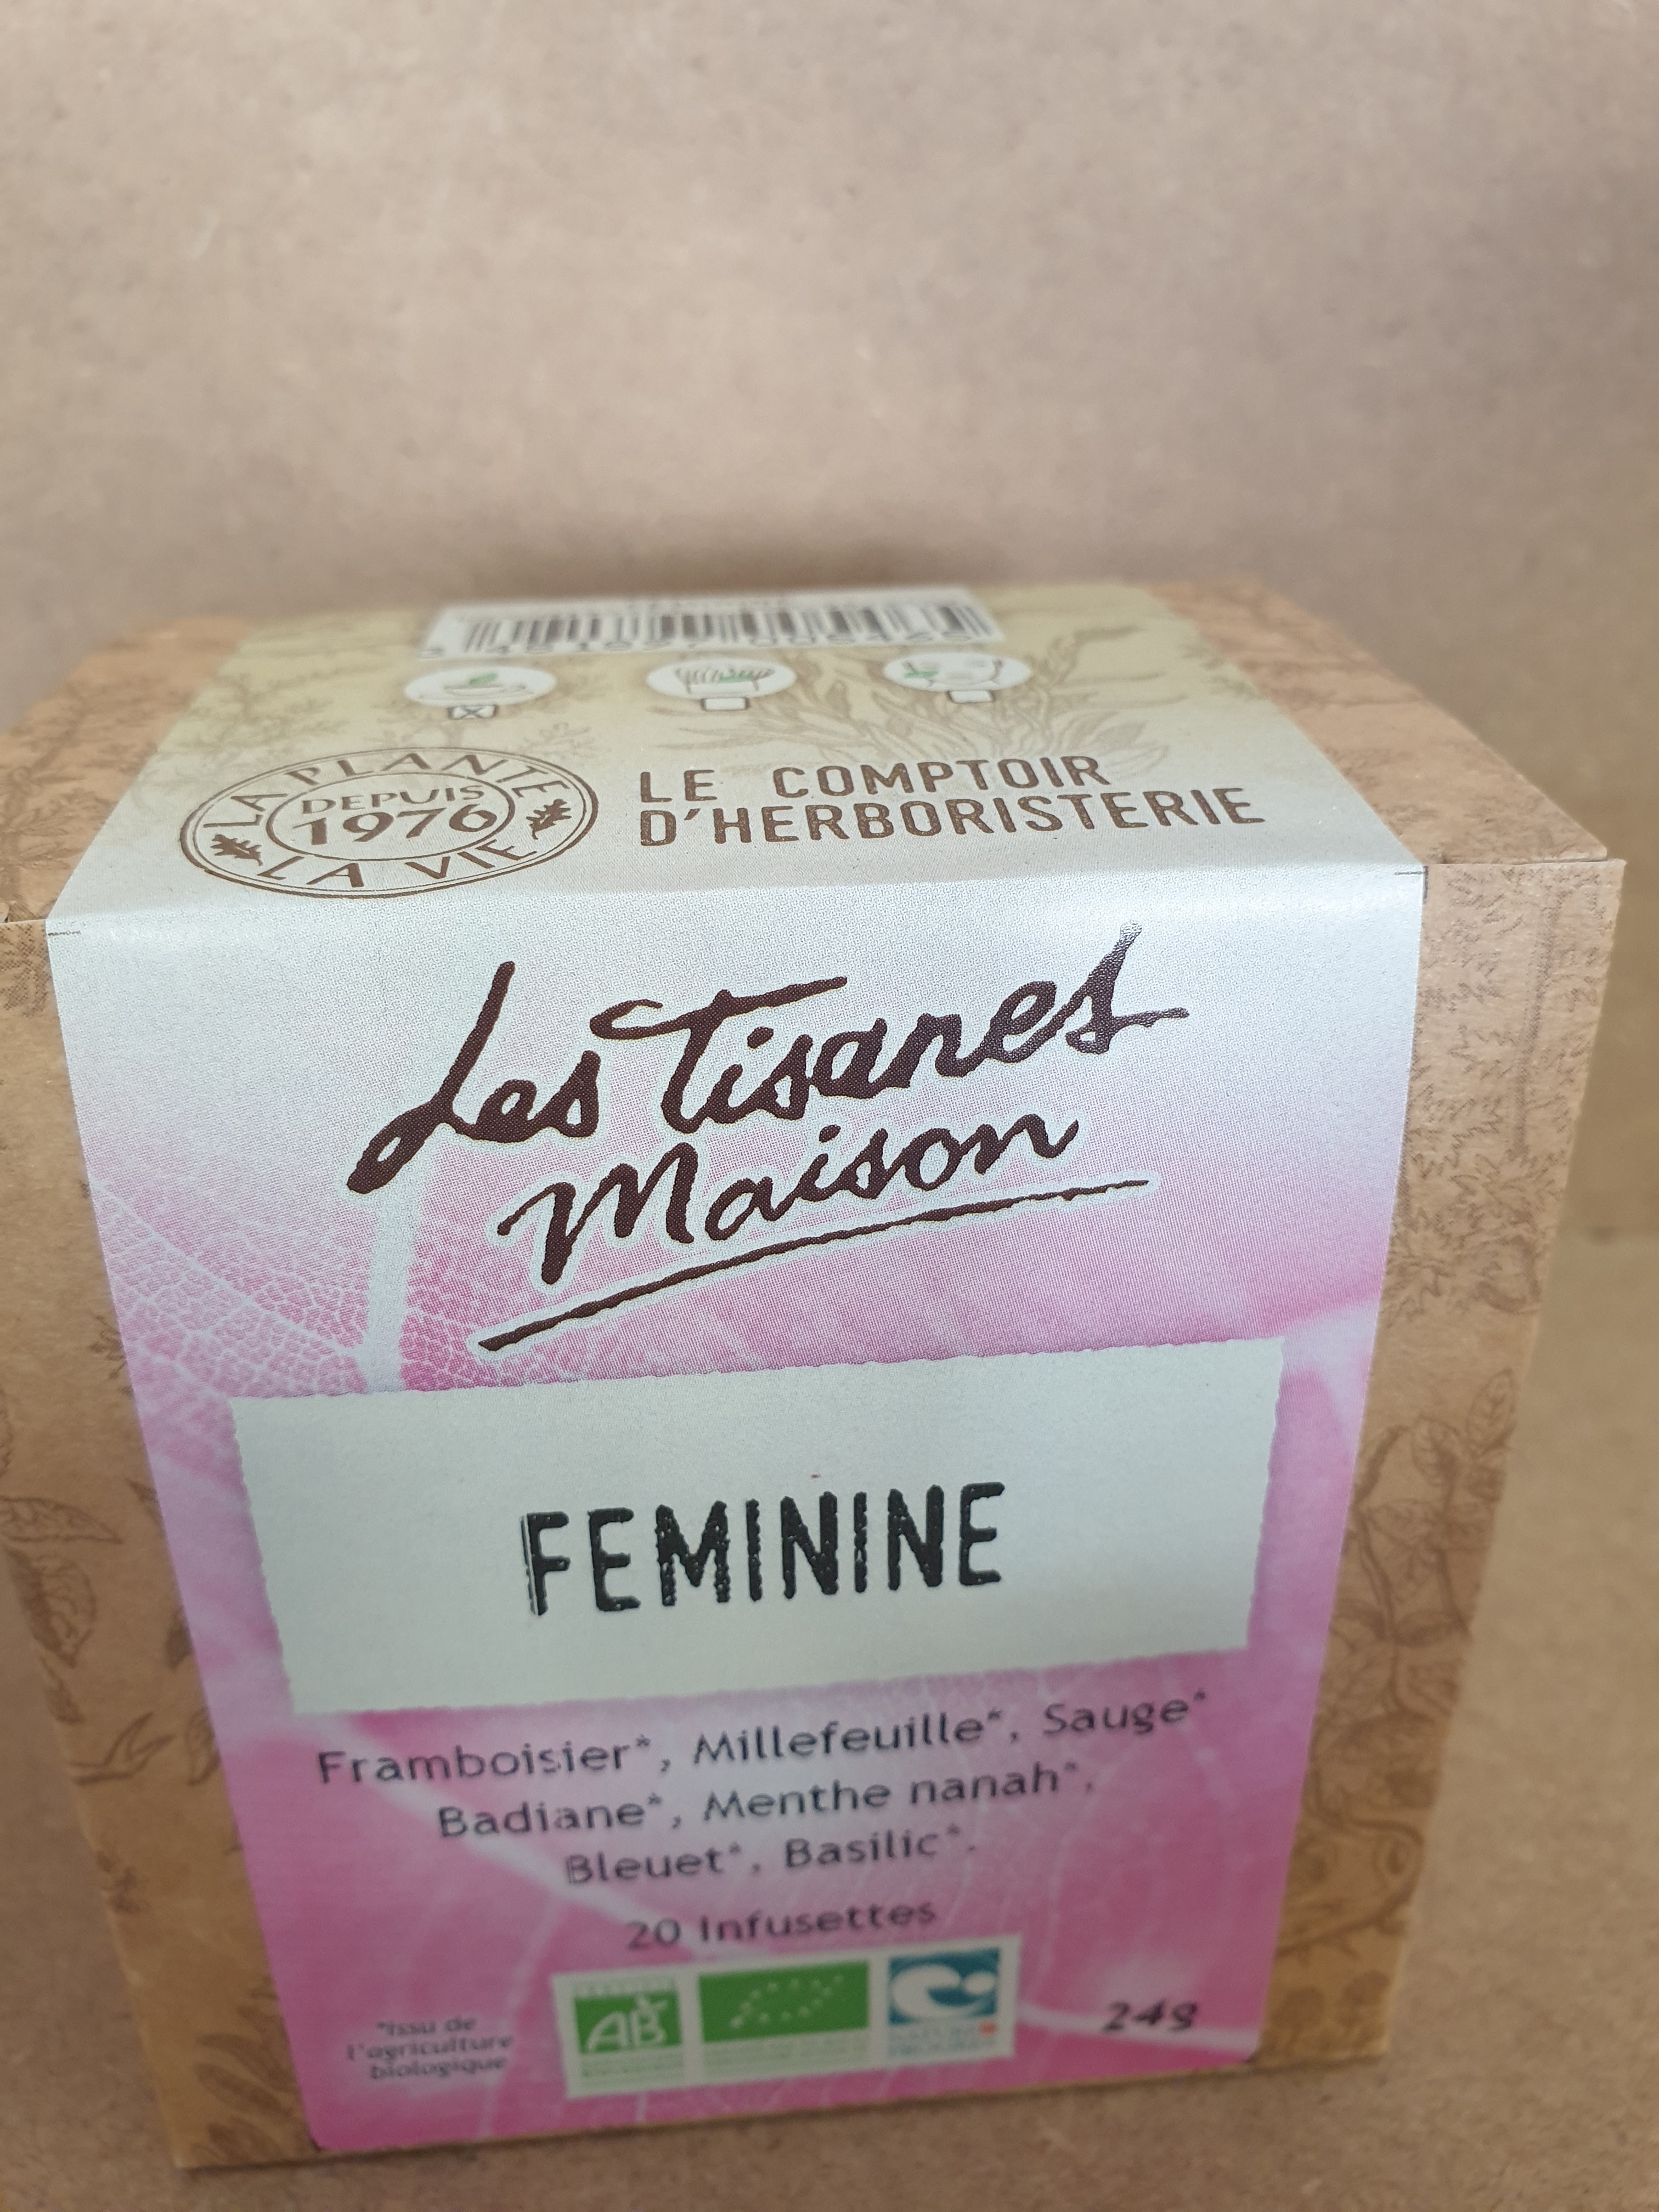 LA PLANTE
DEPUIS
1976
LA VIE
LE COMPTOIR
D'HERBORISTERIE
Les Tisanes
Maison
FEMININE
Framboisier*, Millefeuille*, Sauge*
Badiane*, Menthe nanah*,
Bleuet*, Basilic*.
20 Infusettes
*Issu de
l'agriculture
biologique
AB
24g